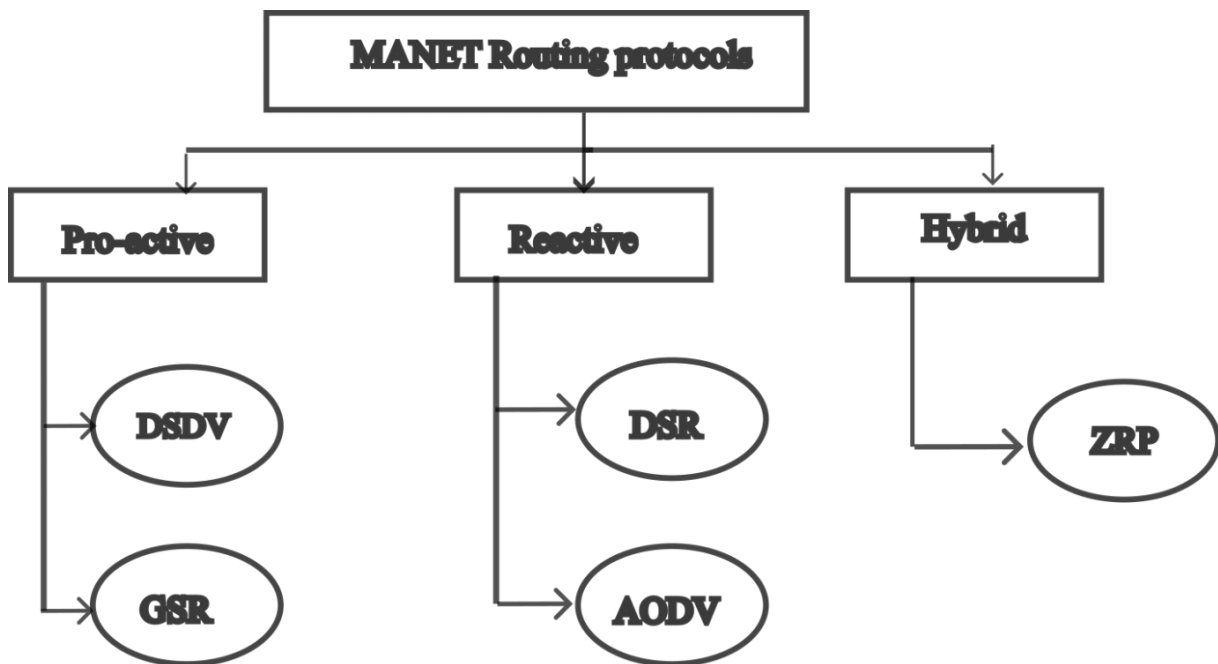 MANET Routing protocols
Pro-active
Reactive
Hybrid
DSDV
DSR
ZRP
GSR
AODV